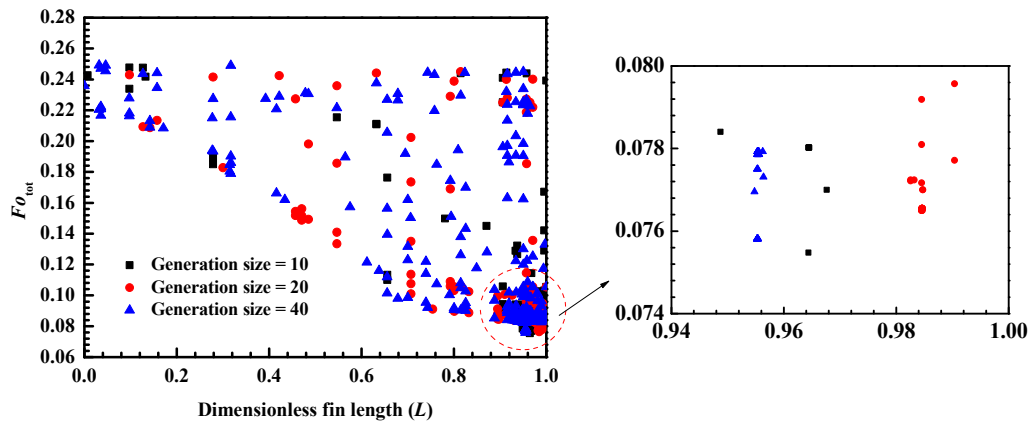 0.28
0.26
0.24
0.22
0.20
0.18
0.16
0.14
0.12
0.10
0.08
0.06
Fo_tot
Generation size = 10
Generation size = 20
Generation size = 40
0.0 0.2 0.4 0.6 0.8 1.0
Dimensionless fin length (L)
0.080
0.078
0.076
0.074
0.94 0.96 0.98 1.00